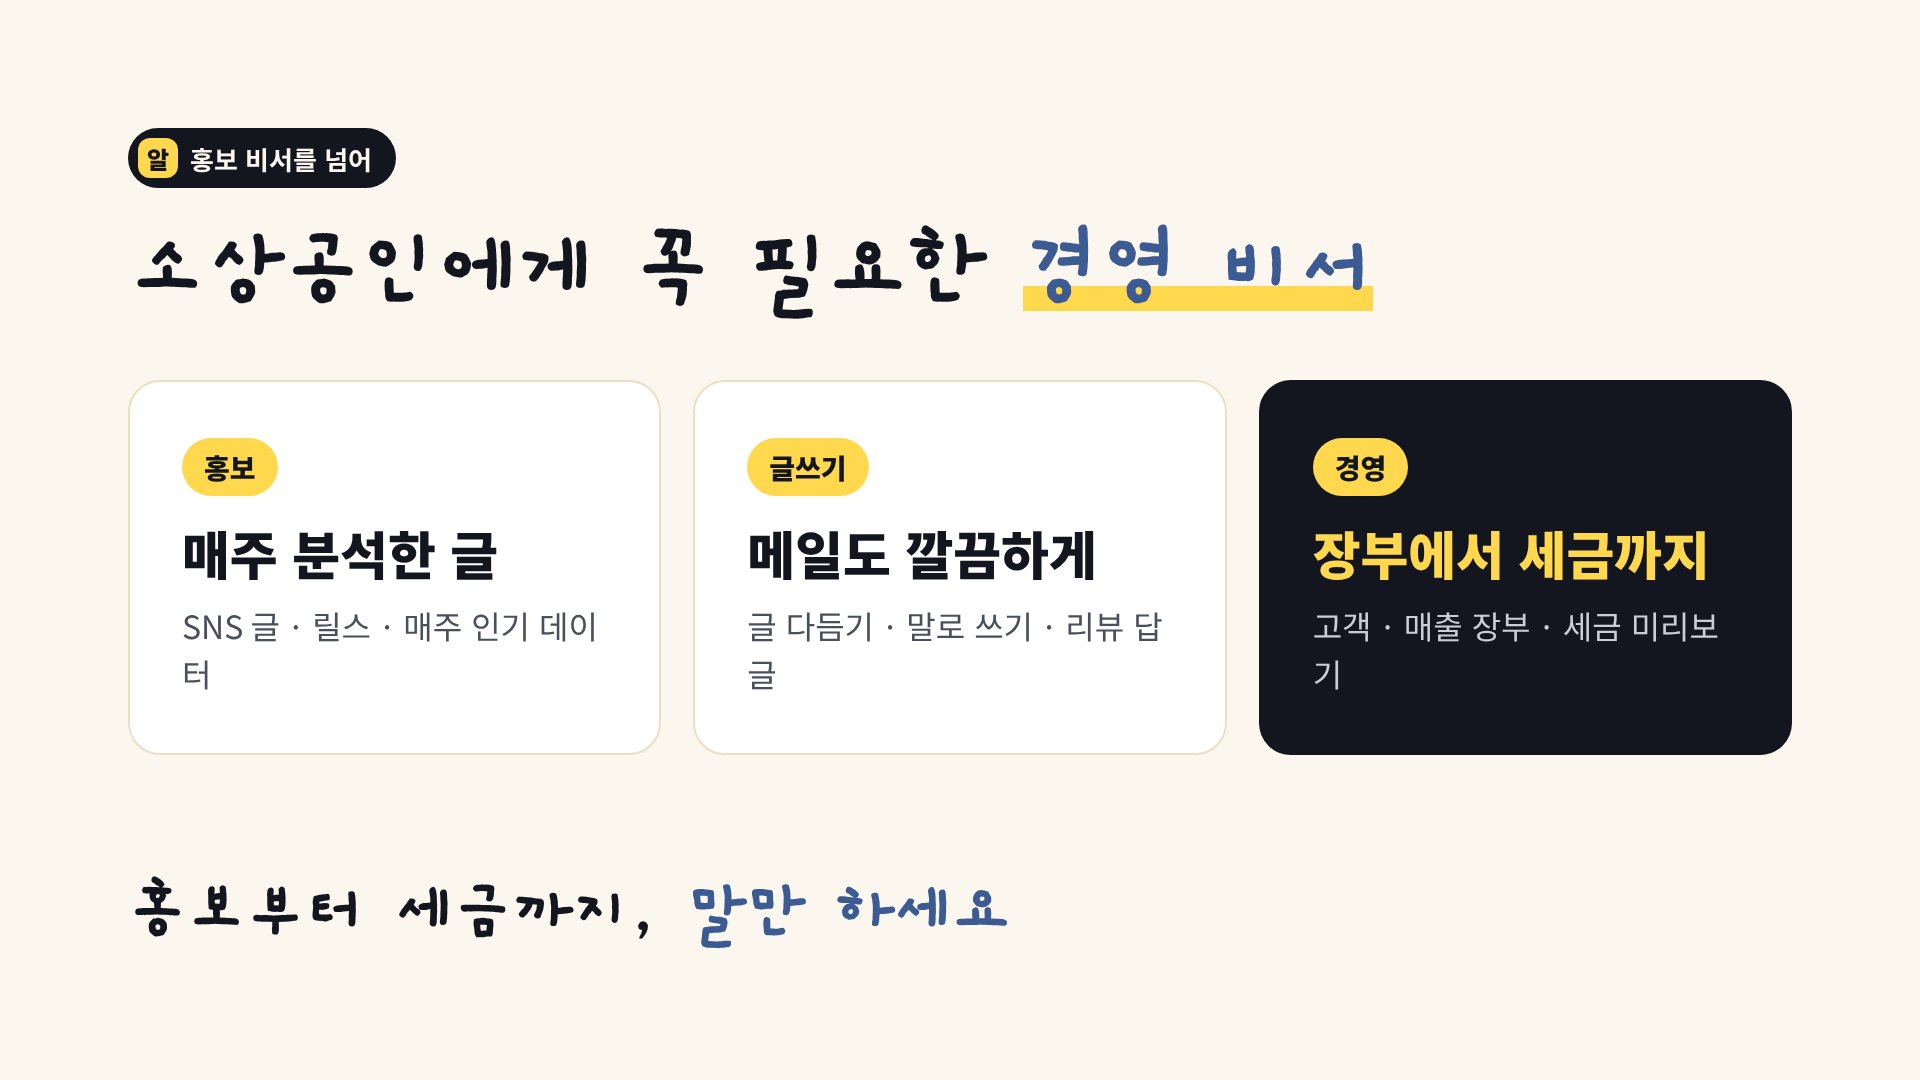 알 홍보 비서를 넘어
소상공인에게 꼭 필요한 경영 비서
홍보
매주 분석한 글
SNS 글 · 릴스 · 매주 인기 데이
터
글쓰기
메일도 깔끔하게
글 다듬기 · 말로 쓰기 · 리뷰 답
글
경영
장부에서 세금까지
고객 · 매출 장부 · 세금 미리보
기
홍보부터 세금까지, 말만 하세요